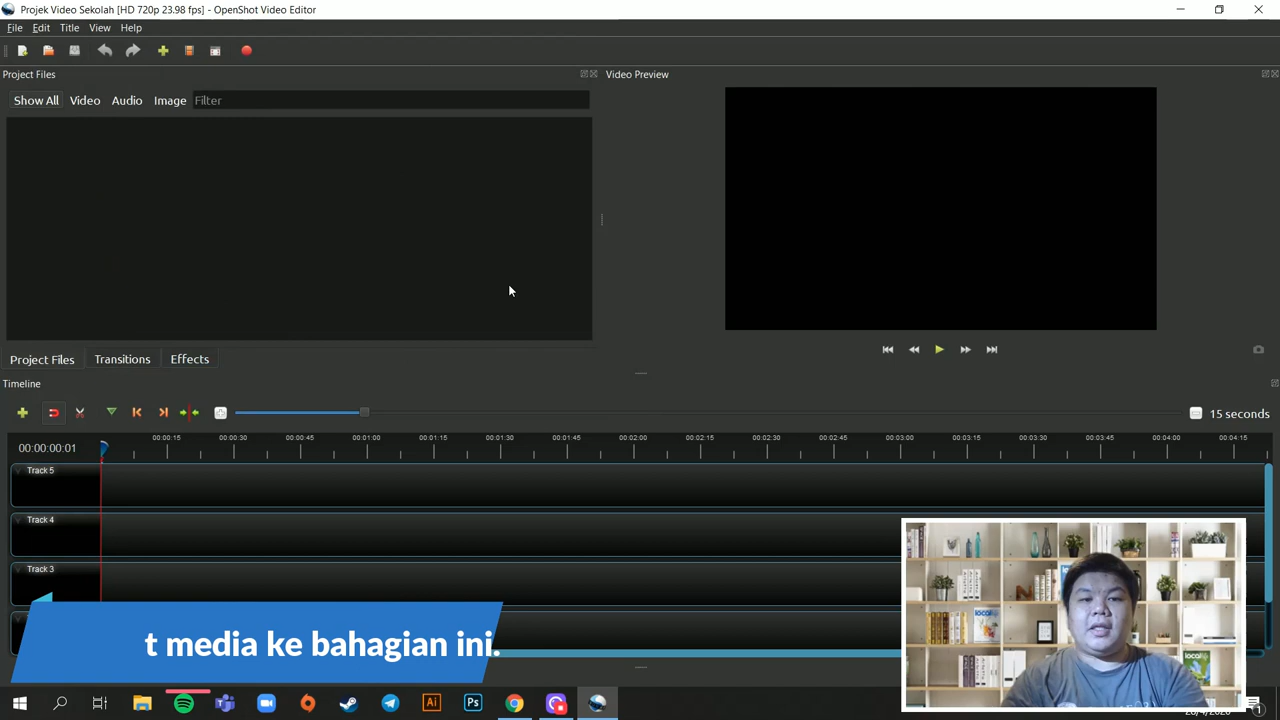 Projek Video Sekolah [HD 720p 23.98 fps] - OpenShot Video Editor
File Edit Title View Help
Project Files
Video Preview
Show All Video Audio Image Filter
Project Files Transitions Effects
Timeline
15 seconds
00:00:00:01
00:00:15 00:00:30 00:00:45 00:01:00 00:01:15 00:01:30 00:01:45 00:02:00 00:02:15 00:02:30 00:02:45 00:03:00 00:03:15 00:03:30 00:03:45 00:04:00 00:04:15
Track 5
Track 4
Track 3
t media ke bahagian ini.
Ai Ps
1